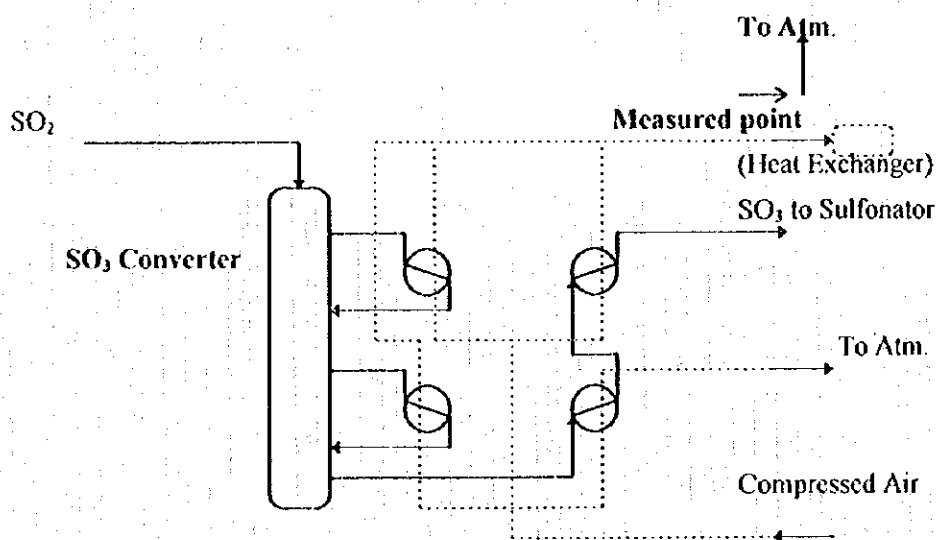 To Atm.
SO₂
Measured point
(Heat Exchanger)
SO₃ to Sulfonator
SO₃ Converter
To Atm.
Compressed Air